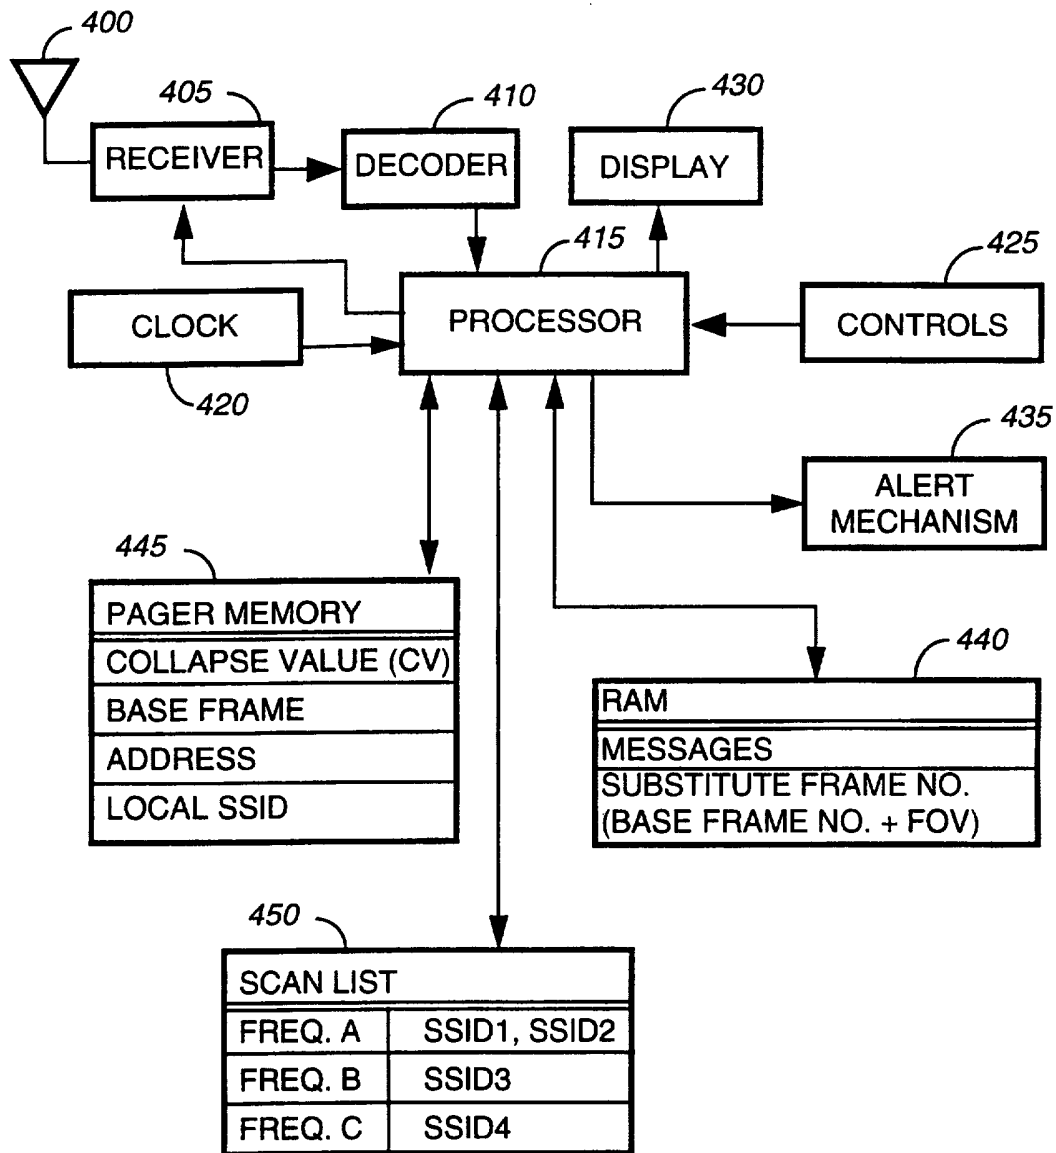 400
405
410
430
RECEIVER
DECODER
DISPLAY
415
425
CLOCK
PROCESSOR
CONTROLS
420
435
ALERT
MECHANISM
445
PAGER MEMORY
COLLAPSE VALUE (CV)
BASE FRAME
ADDRESS
LOCAL SSID
440
RAM
MESSAGES
SUBSTITUTE FRAME NO.
(BASE FRAME NO. + FOV)
450
SCAN LIST
FREQ. A SSID1, SSID2
FREQ. B SSID3
FREQ. C SSID4